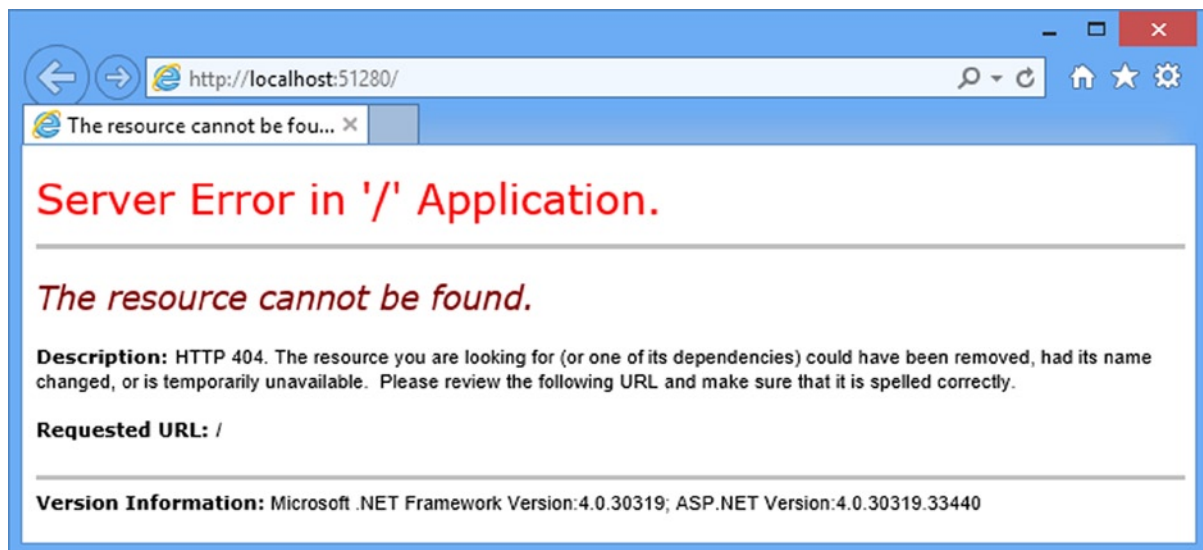 http://localhost:51280/
The resource cannot be fou...
Server Error in '/' Application.
The resource cannot be found.
Description: HTTP 404. The resource you are looking for (or one of its dependencies) could have been removed, had its name
changed, or is temporarily unavailable.  Please review the following URL and make sure that it is spelled correctly.
Requested URL: /
Version Information: Microsoft .NET Framework Version:4.0.30319; ASP.NET Version:4.0.30319.33440